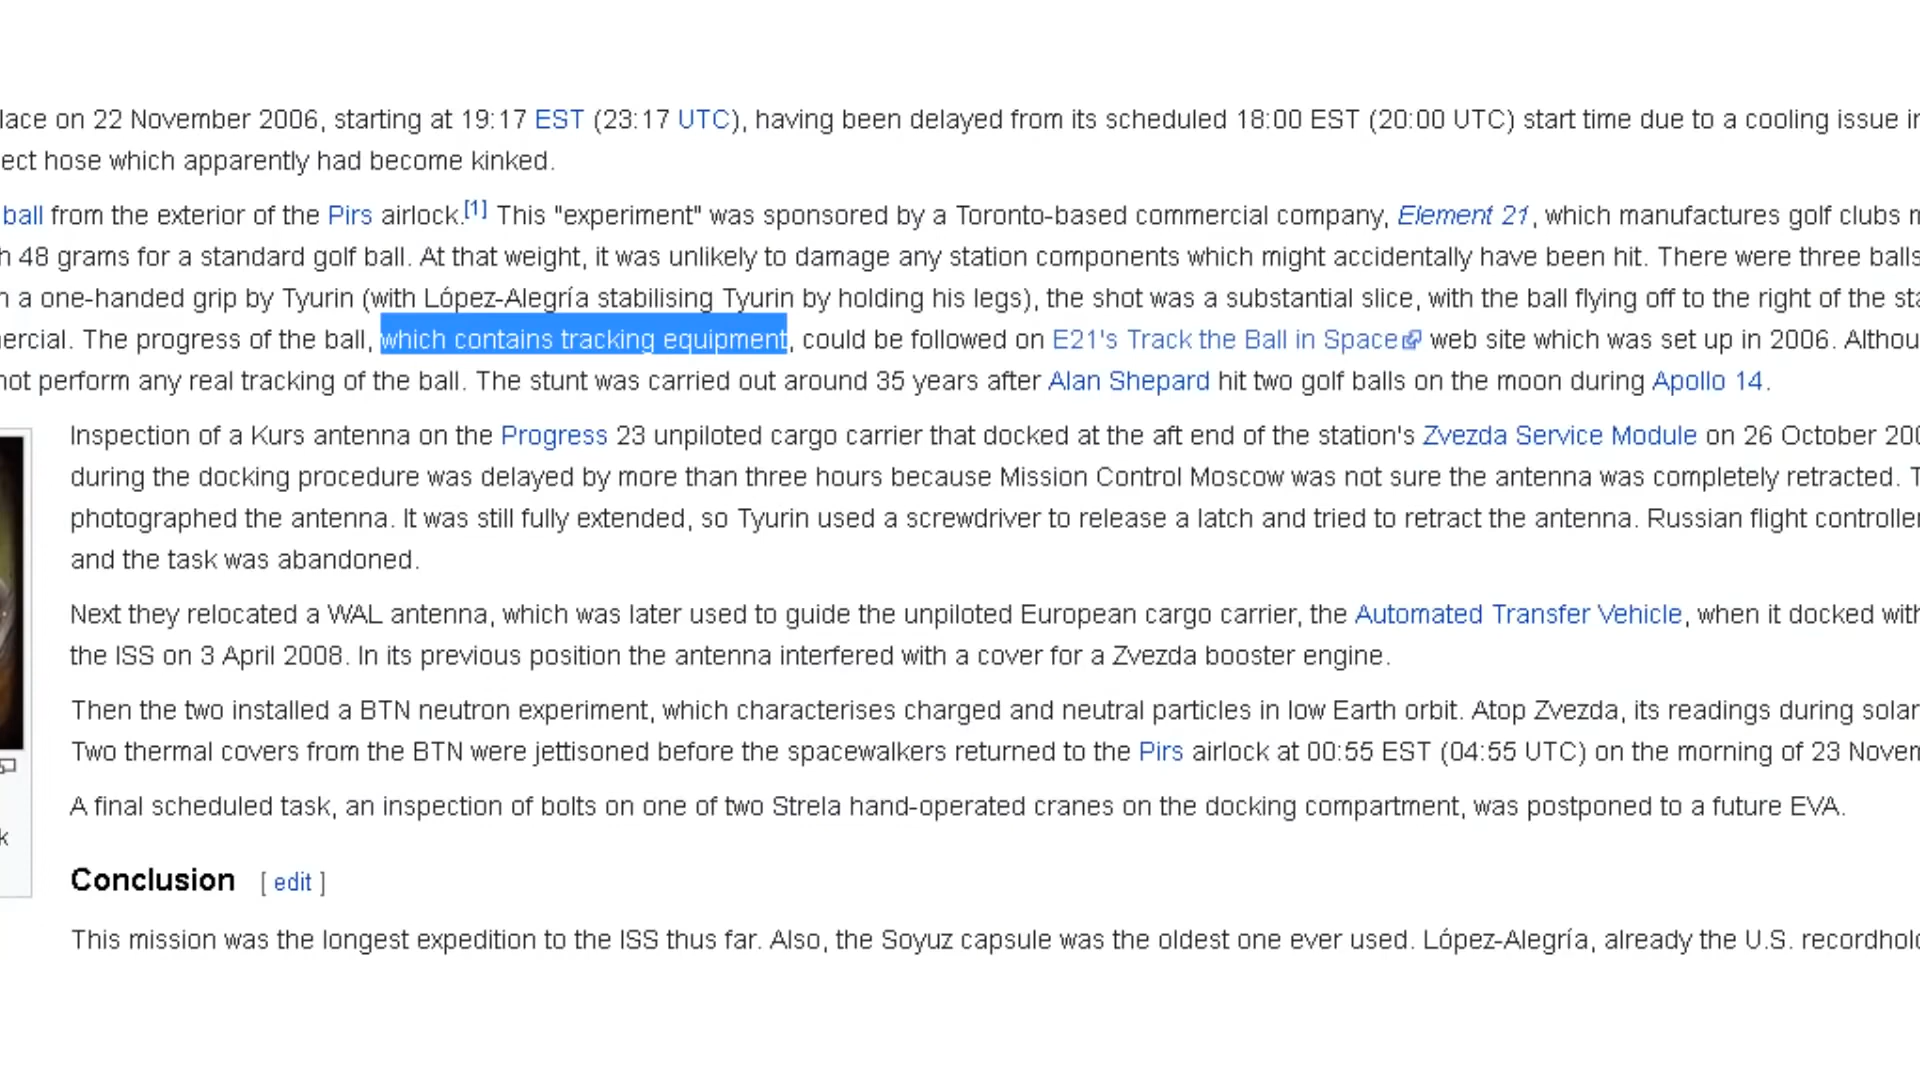 lace on 22 November 2006, starting at 19:17 EST (23:17 UTC), having been delayed from its scheduled 18:00 EST (20:00 UTC) start time due to a cooling issue in
ect hose which apparently had become kinked.
ball from the exterior of the Pirs airlock.[1] This "experiment" was sponsored by a Toronto-based commercial company, Element 21, which manufactures golf clubs
48 grams for a standard golf ball. At that weight, it was unlikely to damage any station components which might accidentally have been hit. There were three balls
a one-handed grip by Tyurin (with López-Alegría stabilising Tyurin by holding his legs), the shot was a substantial slice, with the ball flying off to the right of the sta
ercial. The progress of the ball, which contains tracking equipment, could be followed on E21's Track the Ball in Space web site which was set up in 2006. Althou
not perform any real tracking of the ball. The stunt was carried out around 35 years after Alan Shepard hit two golf balls on the moon during Apollo 14.
Inspection of a Kurs antenna on the Progress 23 unpiloted cargo carrier that docked at the aft end of the station's Zvezda Service Module on 26 October 200
during the docking procedure was delayed by more than three hours because Mission Control Moscow was not sure the antenna was completely retracted. T
photographed the antenna. It was still fully extended, so Tyurin used a screwdriver to release a latch and tried to retract the antenna. Russian flight controller
and the task was abandoned.
Next they relocated a WAL antenna, which was later used to guide the unpiloted European cargo carrier, the Automated Transfer Vehicle, when it docked with
the ISS on 3 April 2008. In its previous position the antenna interfered with a cover for a Zvezda booster engine.
Then the two installed a BTN neutron experiment, which characterises charged and neutral particles in low Earth orbit. Atop Zvezda, its readings during solar
Two thermal covers from the BTN were jettisoned before the spacewalkers returned to the Pirs airlock at 00:55 EST (04:55 UTC) on the morning of 23 Novem
A final scheduled task, an inspection of bolts on one of two Strela hand-operated cranes on the docking compartment, was postponed to a future EVA.
k
Conclusion [ edit ]
This mission was the longest expedition to the ISS thus far. Also, the Soyuz capsule was the oldest one ever used. López-Alegría, already the U.S. recordhold